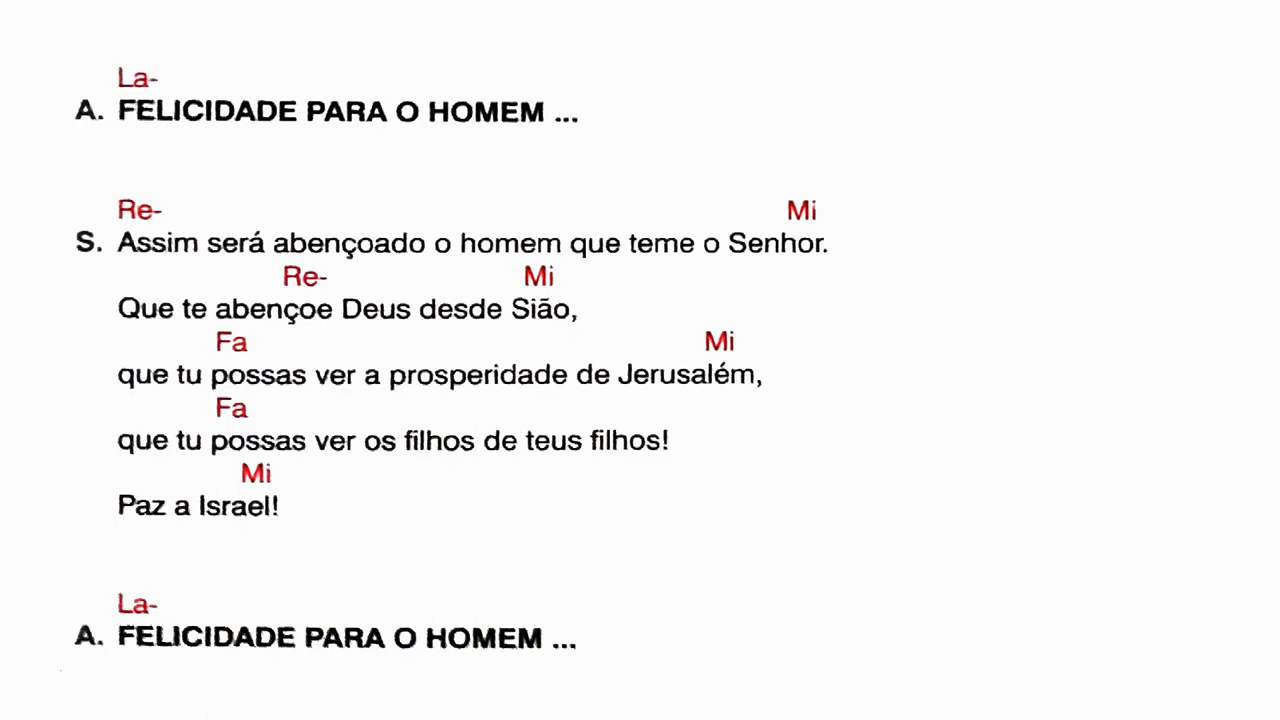 La-
A. FELICIDADE PARA O HOMEM ...
Re- Mi
S. Assim será abençoado o homem que teme o Senhor.
Re- Mi
Que te abençoe Deus desde Sião,
Fa Mi
que tu possas ver a prosperidade de Jerusalém,
Fa
que tu possas ver os filhos de teus filhos!
Mi
Paz a Israel!
La-
A. FELICIDADE PARA O HOMEM ...